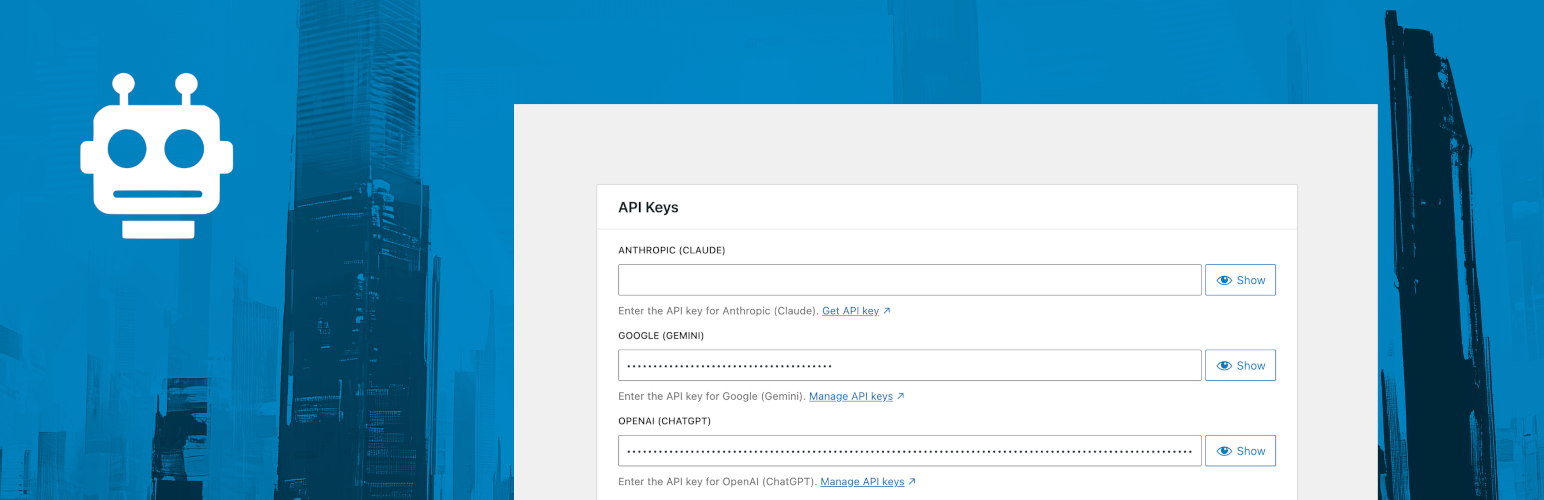 API Keys
ANTHROPIC (CLAUDE)
Show
Enter the API key for Anthropic (Claude). Get API key ↗
GOOGLE (GEMINI)
Show
Enter the API key for Google (Gemini). Manage API keys ↗
OPENAI (CHATGPT)
Show
Enter the API key for OpenAI (ChatGPT). Manage API keys ↗